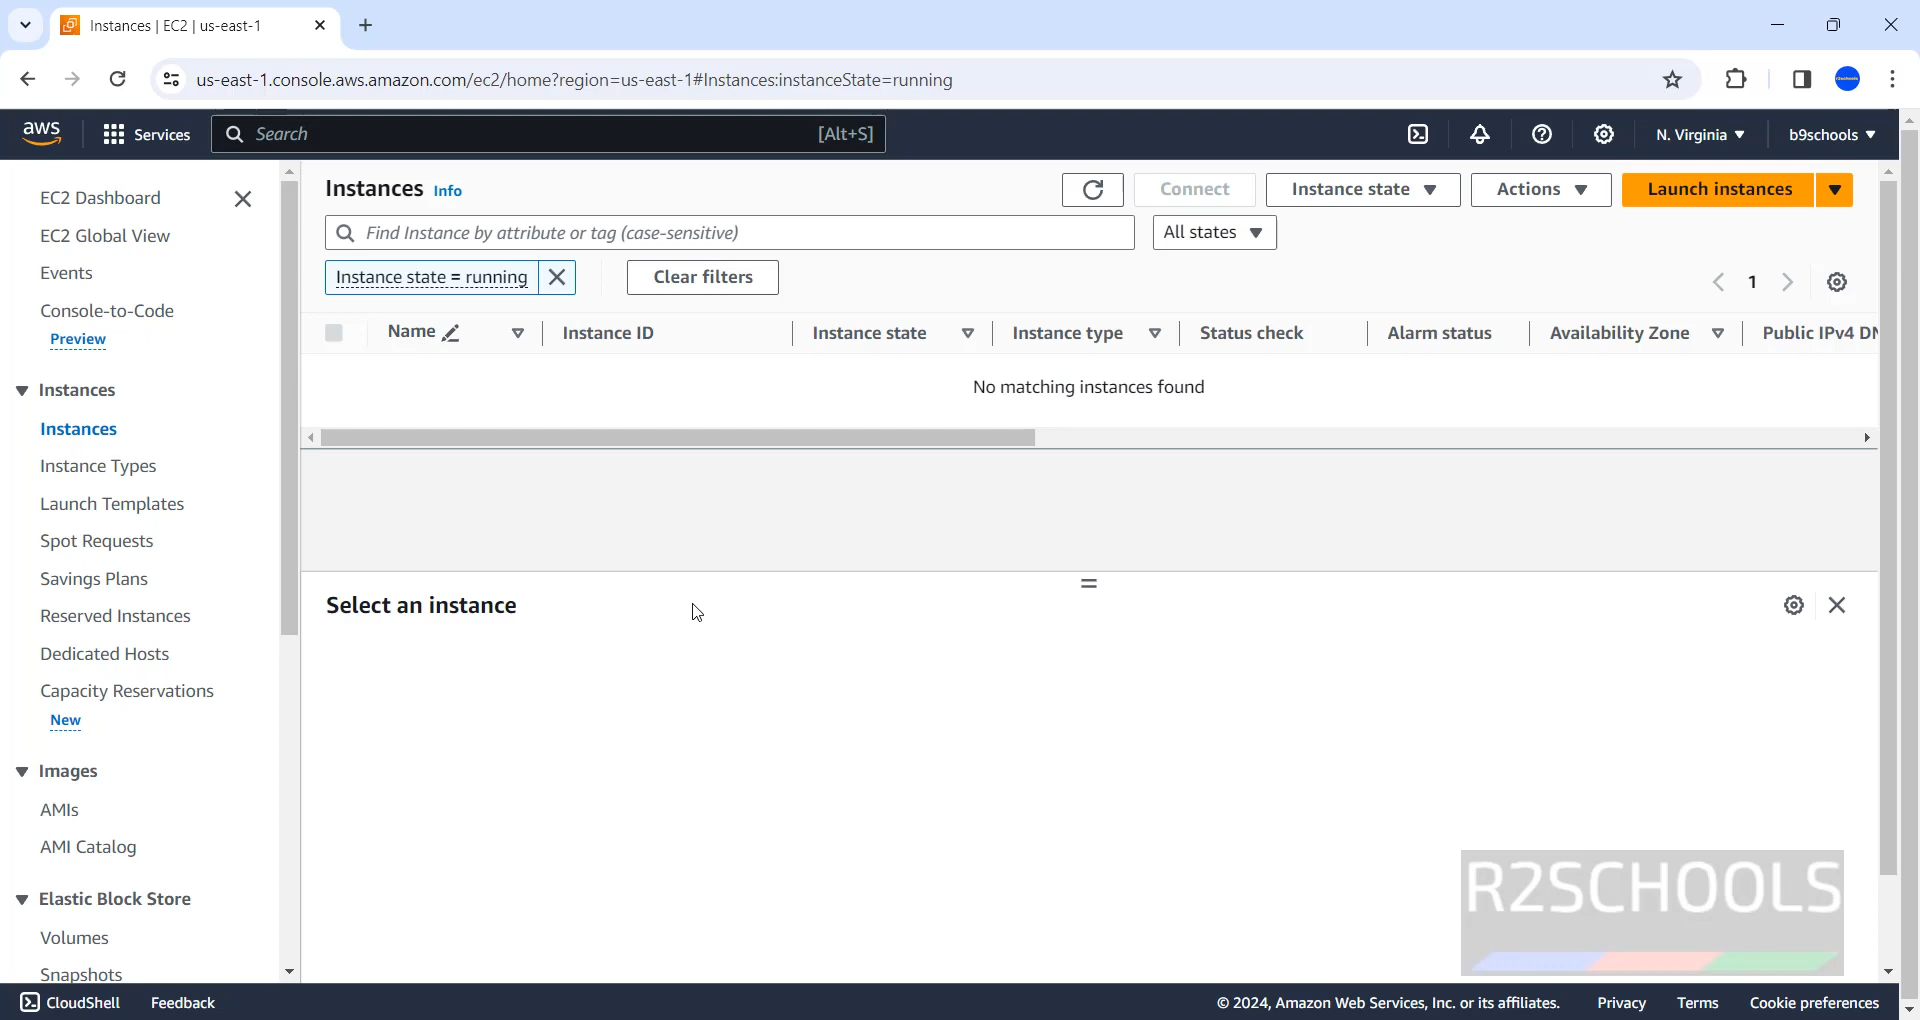 Instances | EC2 | us-east-1
us-east-1.console.aws.amazon.com/ec2/home?region=us-east-1#Instances:instanceState=running
aws
Services
Search
[Alt+S]
N. Virginia
b9schools
EC2 Dashboard
EC2 Global View
Events
Console-to-Code
Preview
Instances
Instances
Instance Types
Launch Templates
Spot Requests
Savings Plans
Reserved Instances
Dedicated Hosts
Capacity Reservations
New
Images
AMIs
AMI Catalog
Elastic Block Store
Volumes
Snapshots
Instances Info
Connect
Instance state
Actions
Launch instances
Find Instance by attribute or tag (case-sensitive)
All states
Instance state = running
Clear filters
1
Name
Instance ID
Instance state
Instance type
Status check
Alarm status
Availability Zone
Public IPv4 DN
No matching instances found
Select an instance
R2SCHOOLS
CloudShell
Feedback
© 2024, Amazon Web Services, Inc. or its affiliates.
Privacy
Terms
Cookie preferences